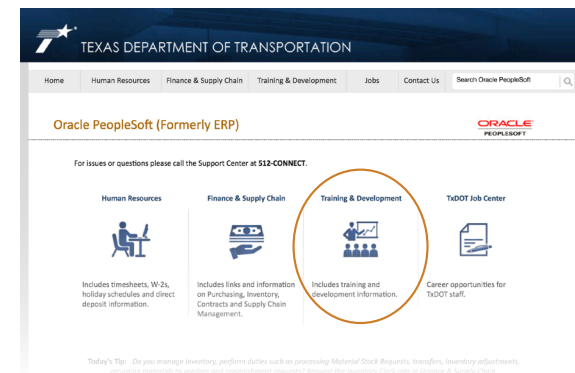 TEXAS DEPARTMENT OF TRANSPORTATION
Home Human Resources Finance & Supply Chain Training & Development Jobs Contact Us Search Oracle PeopleSoft
Oracle PeopleSoft (Formerly ERP)
ORACLE
PEOPLESOFT
For issues or questions please call the Support Center at 512-CONNECT.
Human Resources
Includes timesheets, W-2s,
holiday schedules and direct
deposit information.
Finance & Supply Chain
Includes links and information
on Purchasing, Inventory,
Contracts and Supply Chain
Management.
Training & Development
Includes training and
development information.
TxDOT Job Center
Career opportunities for
TxDOT staff.
Today's Tip: Do you manage inventory, perform duties such as processing Material Stock Requests, transfers, inventory adjustments,